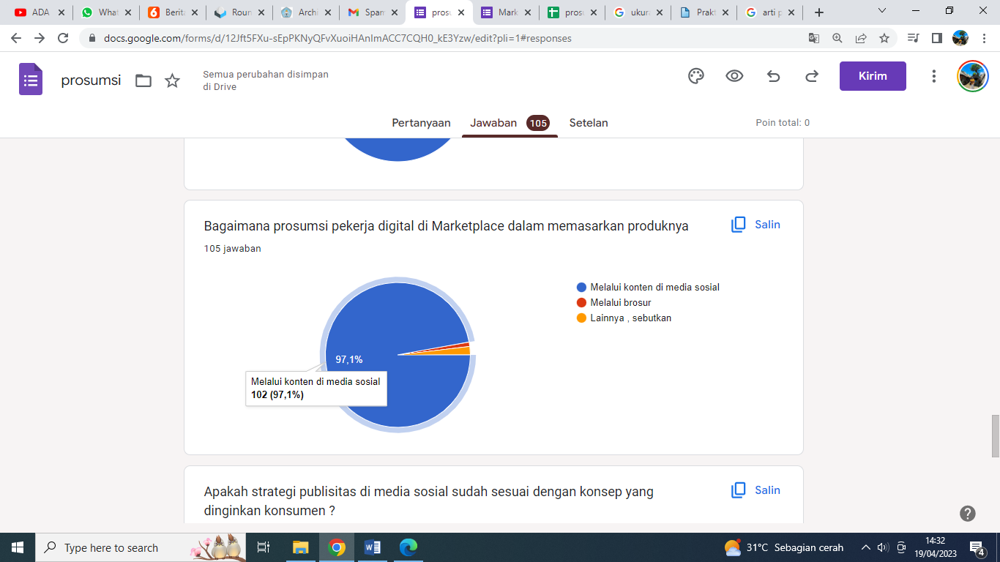 ADA
What
Berita
Roun
Archi
Spam
prosu
Mark
prosu
ukura
Prakt
arti p
docs.google.com/forms/d/12Jft5FXu-sEpPKNyQFvXuoiHAnImACC7CQH0_kE3Yzw/edit?pli=1#responses
prosumsi
Semua perubahan disimpan
di Drive
Kirim
Pertanyaan
Jawaban 105
Setelan
Poin total: 0
Bagaimana prosumsi pekerja digital di Marketplace dalam memasarkan produknya
Salin
105 jawaban
Melalui konten di media sosial
Melalui brosur
Lainnya , sebutkan
97,1%
Melalui konten di media sosial
102 (97,1%)
Apakah strategi publisitas di media sosial sudah sesuai dengan konsep yang
dinginkan konsumen ?
Salin
Type here to search
31°C Sebagian cerah
14:32
19/04/2023
4